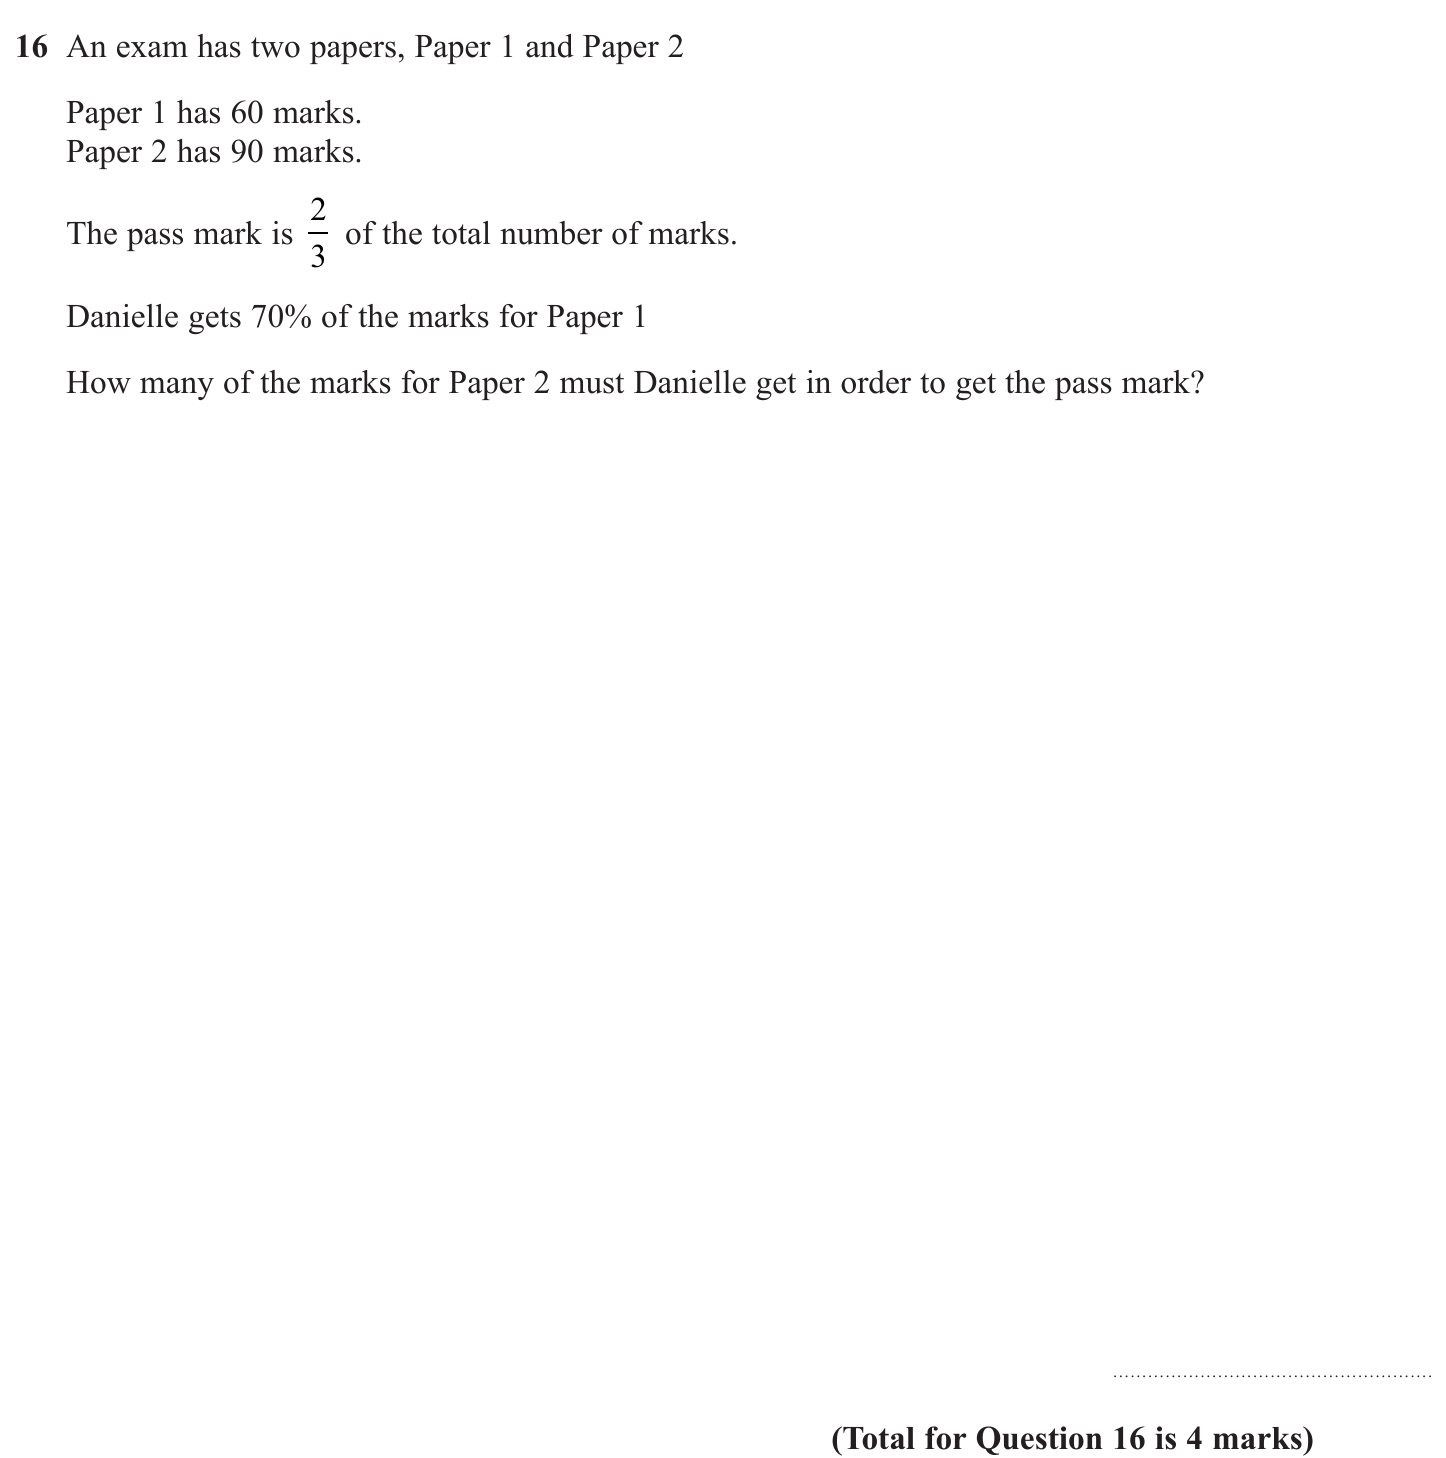 16 An exam has two papers, Paper 1 and Paper 2
Paper 1 has 60 marks.
Paper 2 has 90 marks.
The pass mark is 2/3 of the total number of marks.
Danielle gets 70% of the marks for Paper 1
How many of the marks for Paper 2 must Danielle get in order to get the pass mark?
(Total for Question 16 is 4 marks)